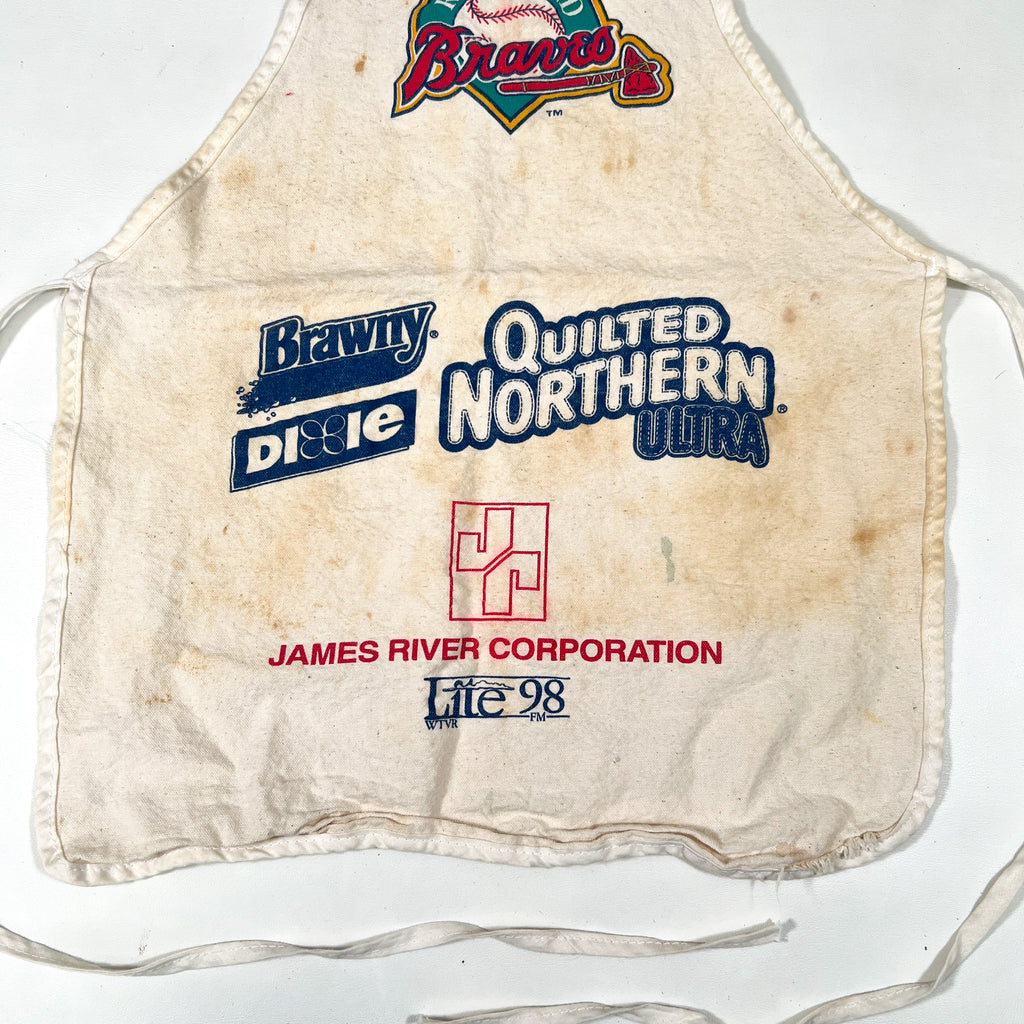 Braves
TM
Brawny®
DIXIE
QUILTED
NORTHERN®
ULTRA
JAMES RIVER CORPORATION
Lite 98
WTVR FM